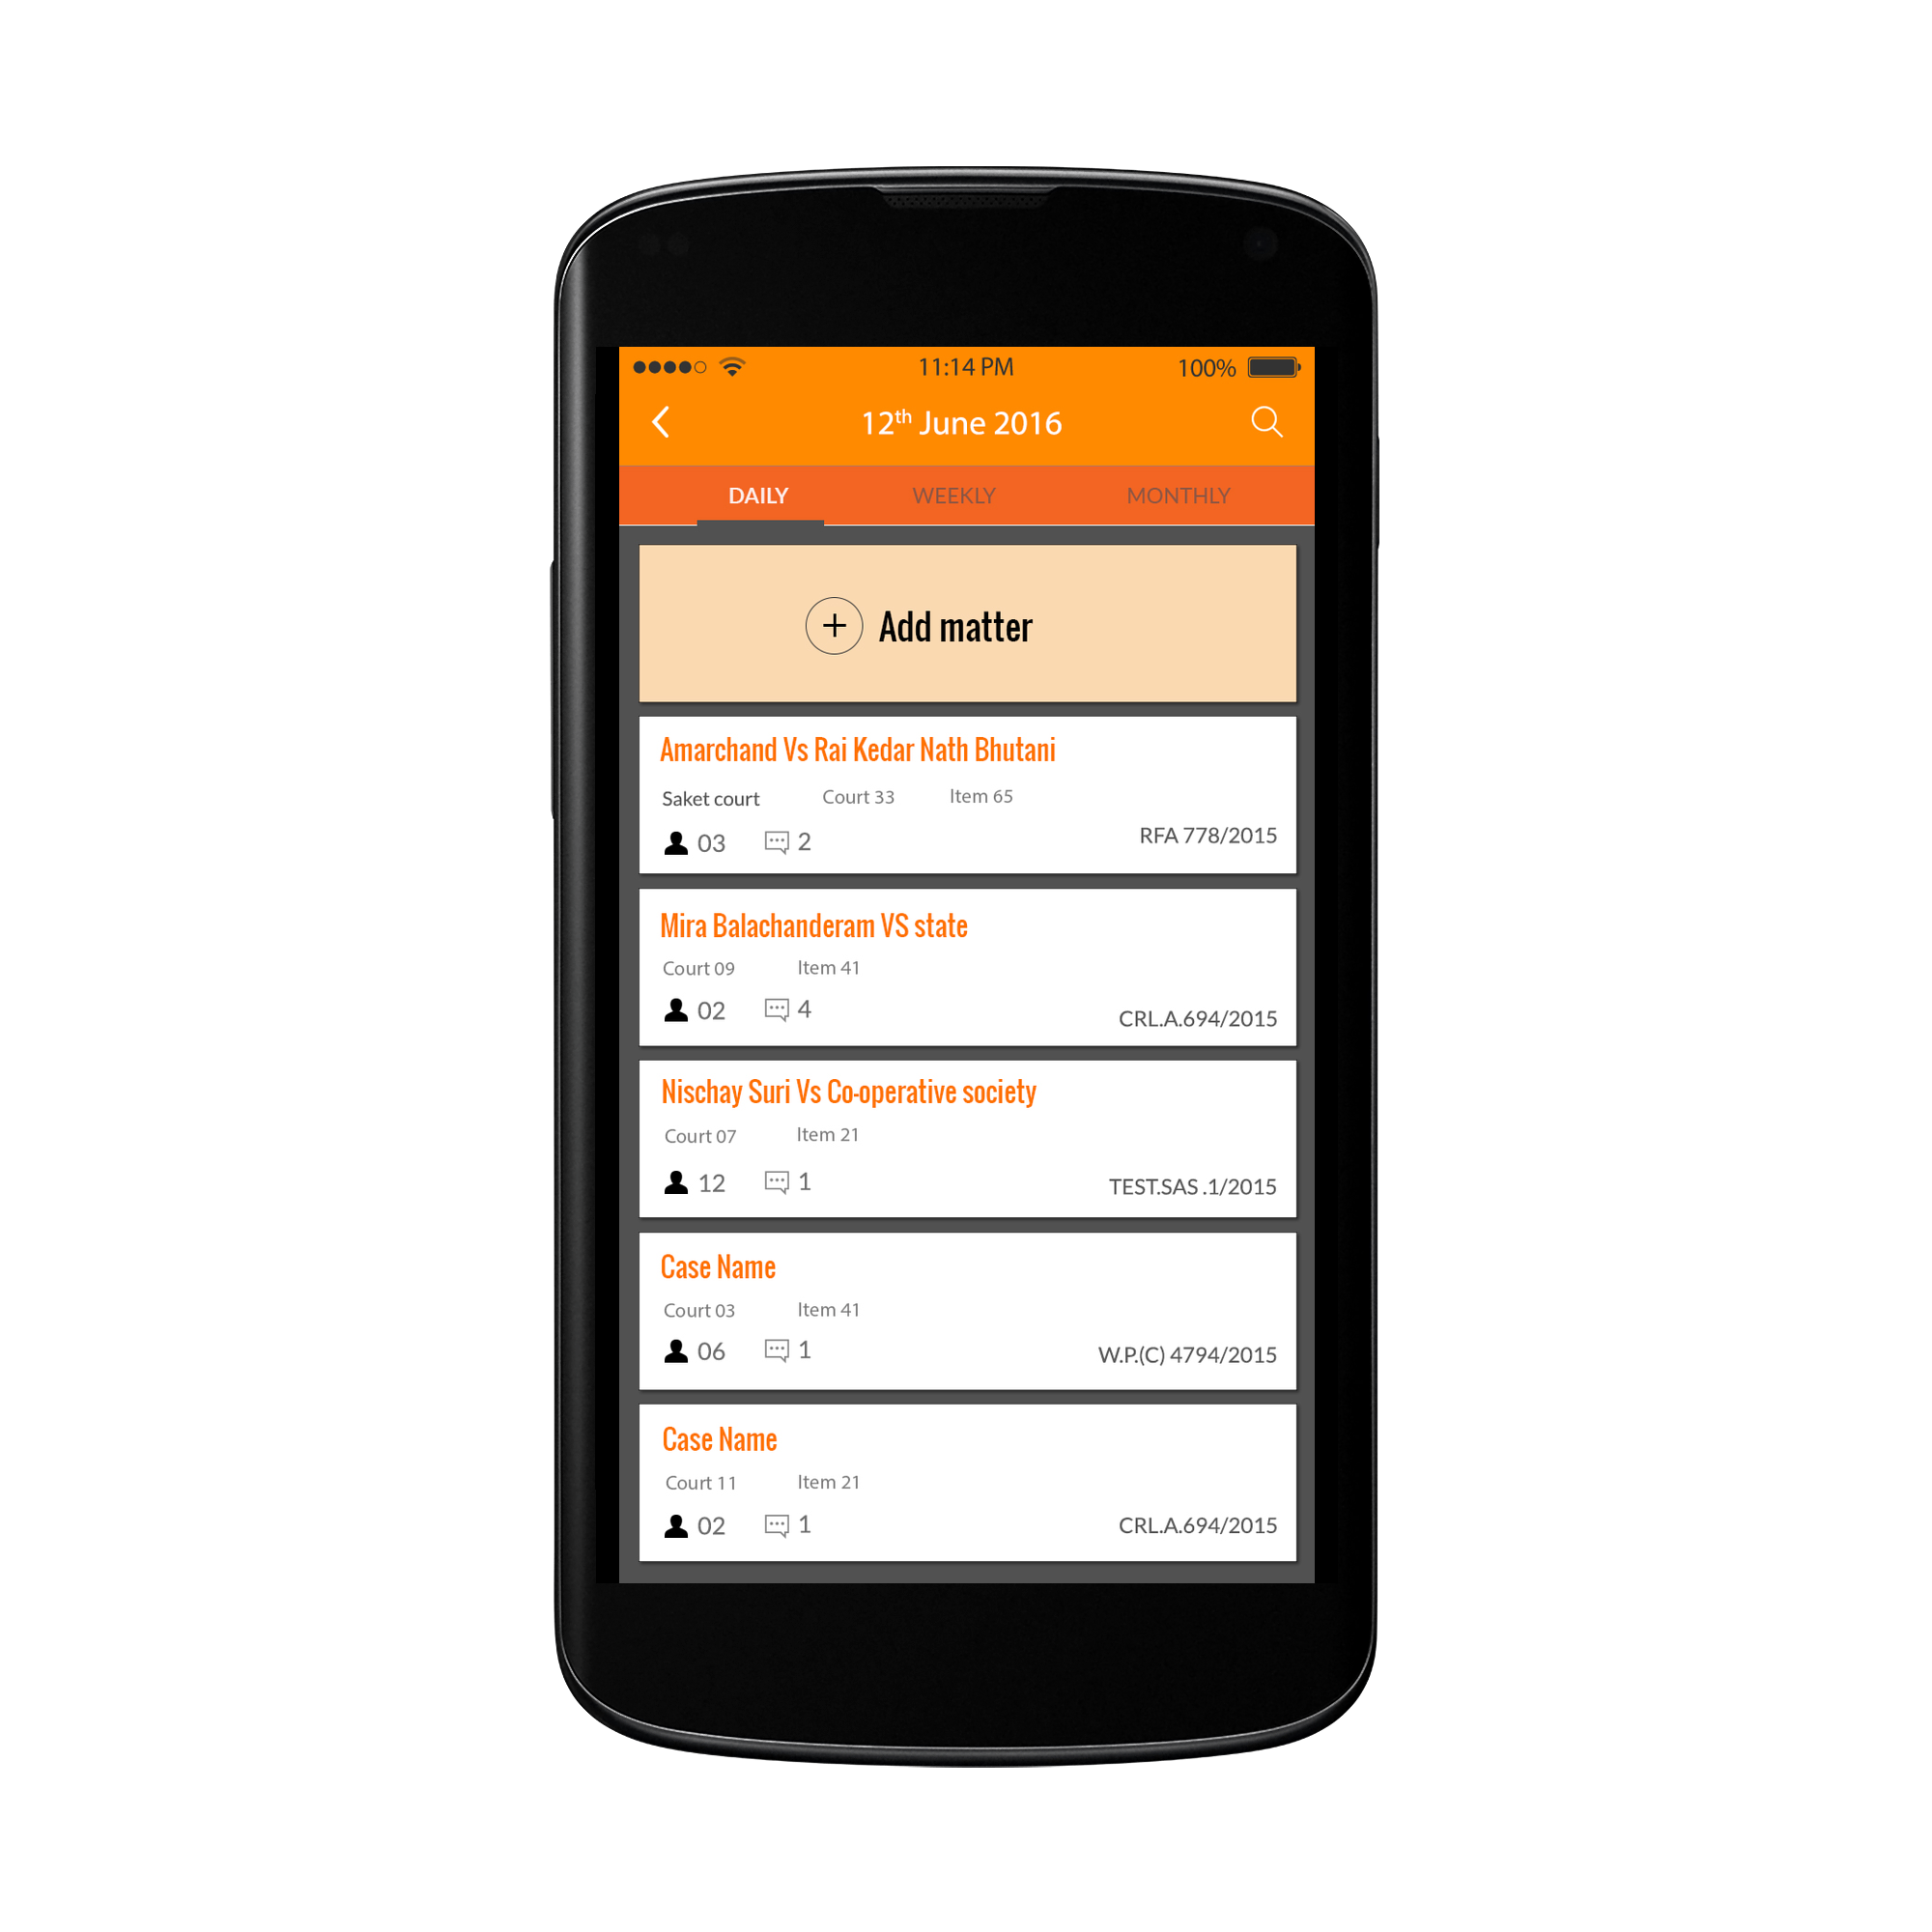 11:14 PM 100%
12th June 2016
DAILY WEEKLY MONTHLY
+ Add matter
Amarchand Vs Rai Kedar Nath Bhutani
Saket court Court 33 Item 65
03 2 RFA 778/2015
Mira Balachanderam VS state
Court 09 Item 41
02 4 CRL.A.694/2015
Nischay Suri Vs Co-operative society
Court 07 Item 21
12 1 TEST.SAS .1/2015
Case Name
Court 03 Item 41
06 1 W.P.(C) 4794/2015
Case Name
Court 11 Item 21
02 1 CRL.A.694/2015